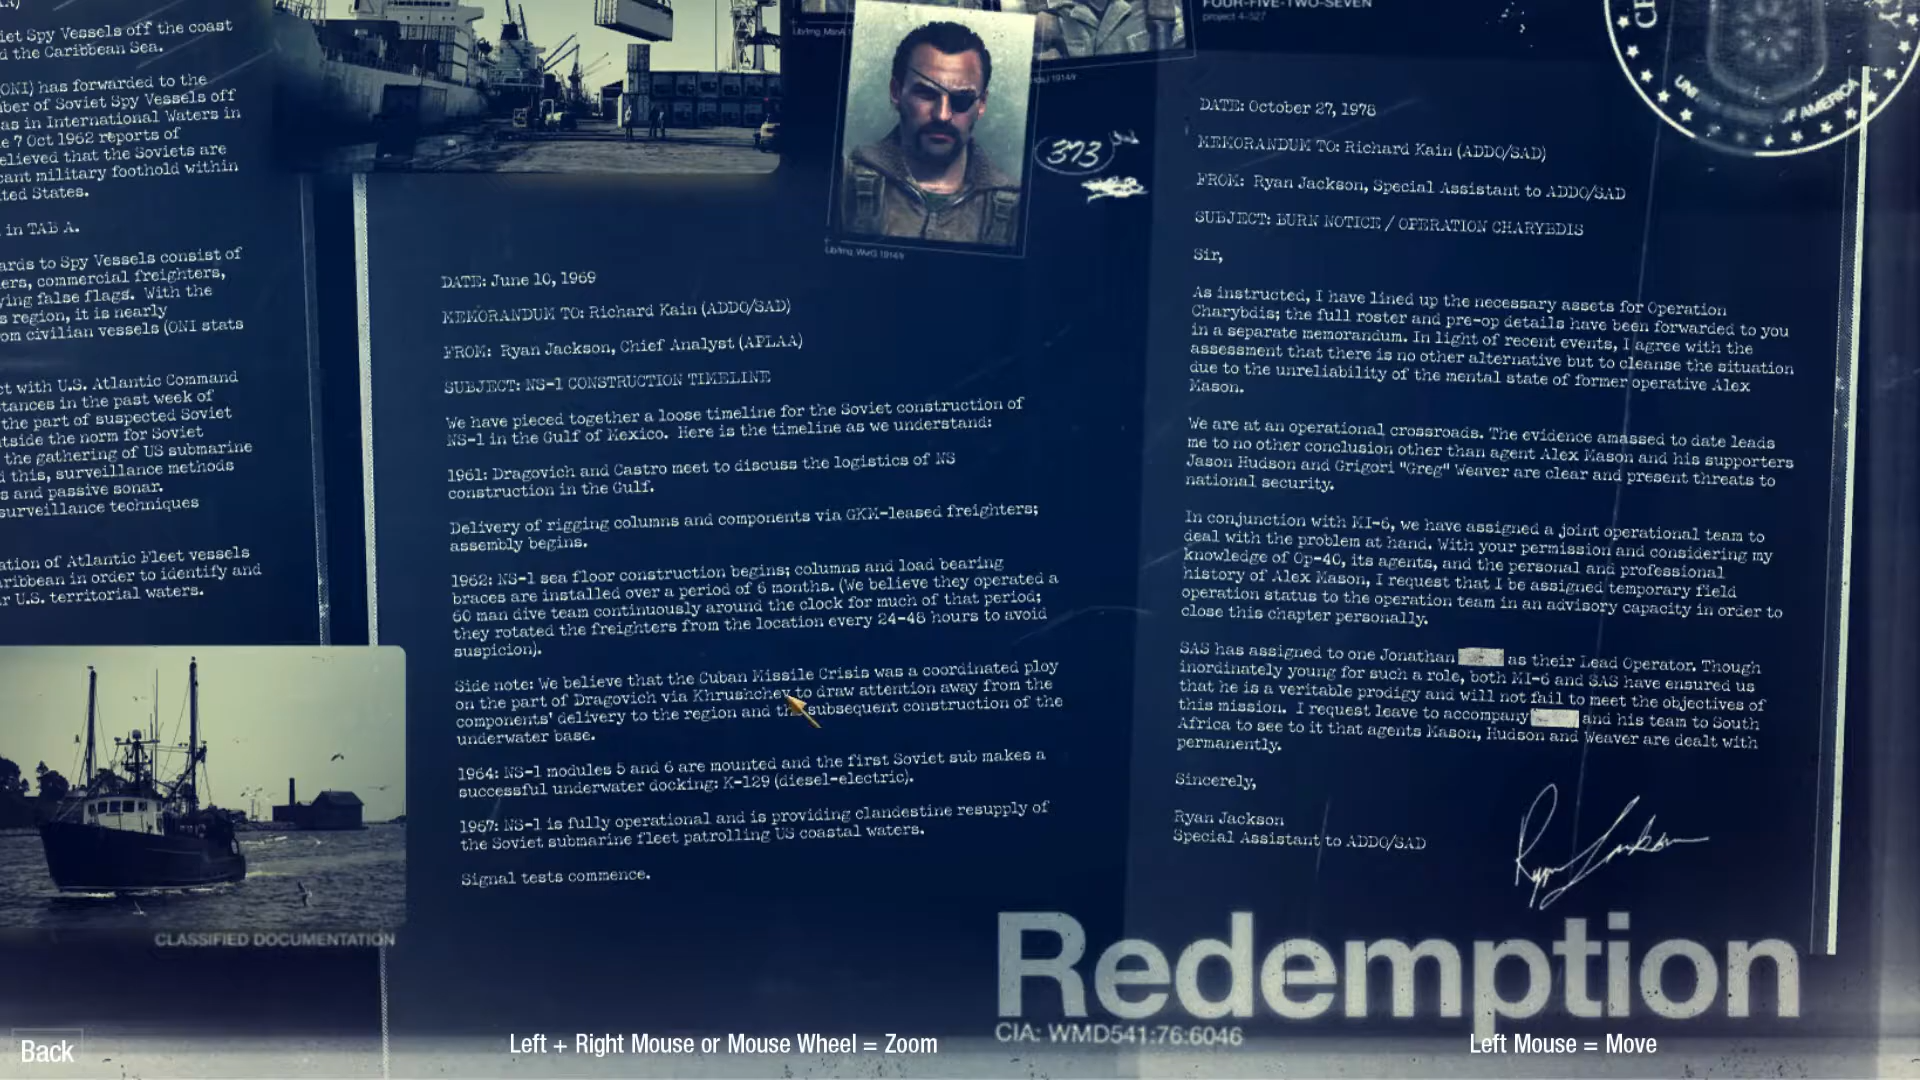 iet Spy Vessels off the coast
d the Caribbean Sea.
(ONI) has forwarded to the
ber of Soviet Spy Vessels off
as in International Waters in
e 7 Oct 1962 reports of
elieved that the Soviets are
cant military foothold within
ted States.
in TAB A.
ards to Spy Vessels consist of
ers, commercial freighters,
ying false flags. With the
s region, it is nearly
om civilian vessels (ONI stats
ct with U.S. Atlantic Command
tances in the past week of
the part of suspected Soviet
tside the norm for Soviet
the gathering of US submarine
d this, surveillance methods
s and passive sonar.
surveillance techniques
ation of Atlantic Fleet vessels
aribbean in order to identify and
r U.S. territorial waters.
CLASSIFIED DOCUMENTATION
373
DATE: June 10, 1969
MEMORANDUM TO: Richard Kain (ADDO/SAD)
FROM: Ryan Jackson, Chief Analyst (APLAA)
SUBJECT: NS-1 CONSTRUCTION TIMELINE
We have pieced together a loose timeline for the Soviet construction of
NS-1 in the Gulf of Mexico. Here is the timeline as we understand:
1961: Dragovich and Castro meet to discuss the logistics of NS
construction in the Gulf.
Delivery of rigging columns and components via GKM-leased freighters;
assembly begins.
1962: NS-1 sea floor construction begins; columns and load bearing
braces are installed over a period of 6 months. (We believe they operated a
60 man dive team continuously around the clock for much of that period;
they rotated the freighters from the location every 24-48 hours to avoid
suspicion).
Side note: We believe that the Cuban Missile Crisis was a coordinated ploy
on the part of Dragovich via Khrushchev to draw attention away from the
components' delivery to the region and the subsequent construction of the
underwater base.
1964: NS-1 modules 5 and 6 are mounted and the first Soviet sub makes a
successful underwater docking: K-129 (diesel-electric).
1967: NS-1 is fully operational and is providing clandestine resupply of
the Soviet submarine fleet patrolling US coastal waters.
Signal tests commence.
FOUR-FIVE-TWO-SEVEN
project 4-527
DATE: October 27, 1978
MEMORANDUM TO: Richard Kain (ADDO/SAD)
FROM: Ryan Jackson, Special Assistant to ADDO/SAD
SUBJECT: BURN NOTICE / OPERATION CHARYBDIS
Sir,
As instructed, I have lined up the necessary assets for Operation
Charybdis; the full roster and pre-op details have been forwarded to you
in a separate memorandum. In light of recent events, I agree with the
assessment that there is no other alternative but to cleanse the situation
due to the unreliability of the mental state of former operative Alex
Mason.
We are at an operational crossroads. The evidence amassed to date leads
me to no other conclusion other than agent Alex Mason and his supporters
Jason Hudson and Grigori "Greg" Weaver are clear and present threats to
national security.
In conjunction with MI-6, we have assigned a joint operational team to
deal with the problem at hand. With your permission and considering my
knowledge of Op-40, its agents, and the personal and professional
history of Alex Mason, I request that I be assigned temporary field
operation status to the operation team in an advisory capacity in order to
close this chapter personally.
SAS has assigned to one Jonathan as their Lead Operator. Though
inordinately young for such a role, both MI-6 and SAS have ensured us
that he is a veritable prodigy and will not fail to meet the objectives of
this mission. I request leave to accompany and his team to South
Africa to see to it that agents Mason, Hudson and Weaver are dealt with
permanently.
Sincerely,
Ryan Jackson
Special Assistant to ADDO/SAD
Ryan Jackson
OF AMERICA
Redemption
CIA: WMD541:76:6046
Back
Left + Right Mouse or Mouse Wheel = Zoom
Left Mouse = Move